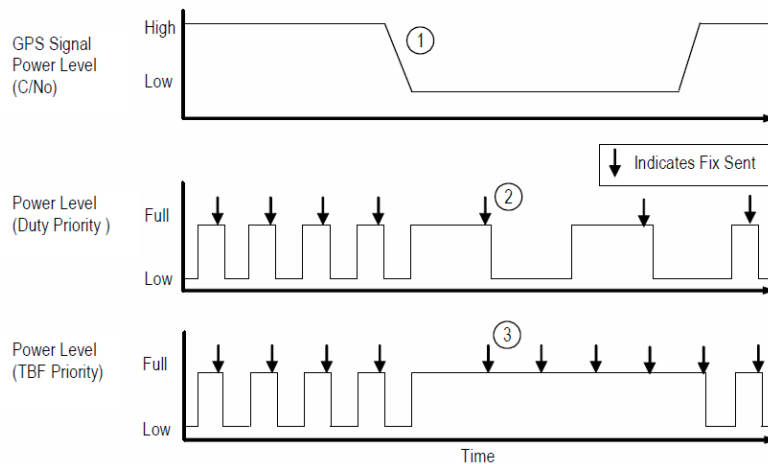 GPS Signal
Power Level
(C/No)
High
Low
1
Indicates Fix Sent
Power Level
(Duty Priority )
Full
Low
2
Power Level
(TBF Priority)
Full
Low
3
Time